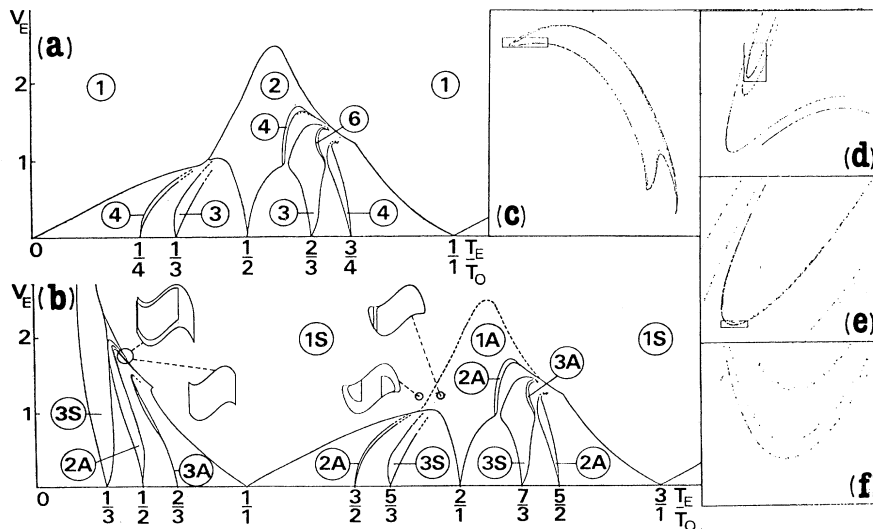 V_E (a)
2
1
1 2 1
4 6
4 3 3 4
0 1/4 1/3 1/2 2/3 3/4 1/1 T_E/T_O
(c)
(d)
(e)
(f)
V_E (b)
2
1
1S 1A 1S
2A 3A
3S
2A 3A 2A 3S 3S 2A
0 1/3 1/2 2/3 1/1 3/2 5/3 2/1 7/3 5/2 3/1 T_E/T_O